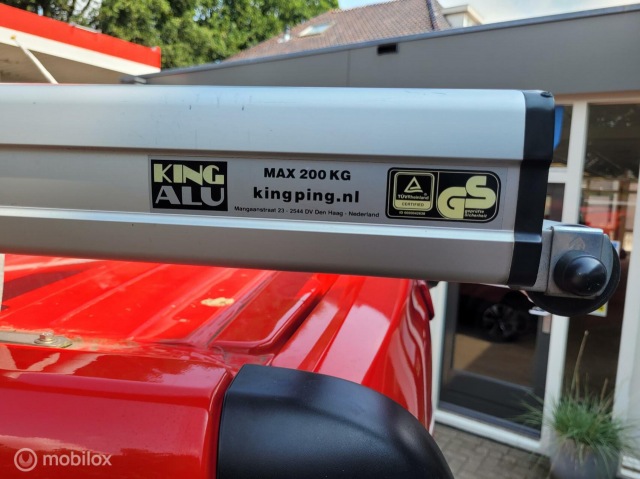 KING
ALU
MAX 200 KG
kingping.nl
Mangaanstraat 23 - 2544 DV Den Haag - Nederland
TÜVRheinland
CERTIFIED
GS
geprüfte
Sicherheit
mobilox